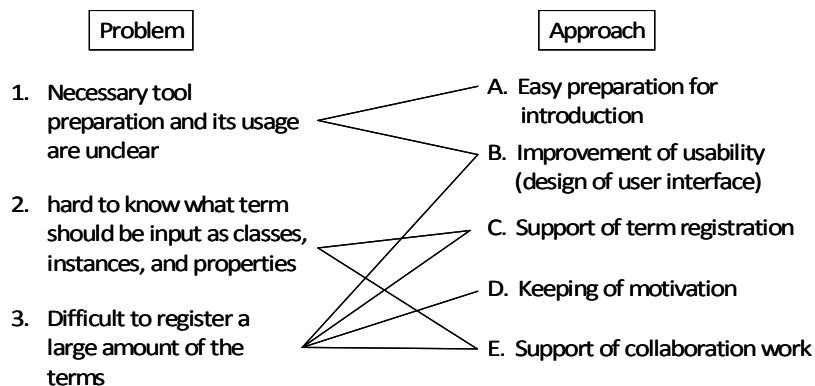 Problem
1. Necessary tool
preparation and its usage
are unclear
2. hard to know what term
should be input as classes,
instances, and properties
3. Difficult to register a
large amount of the
terms
Approach
A. Easy preparation for
introduction
B. Improvement of usability
(design of user interface)
C. Support of term registration
D. Keeping of motivation
E. Support of collaboration work